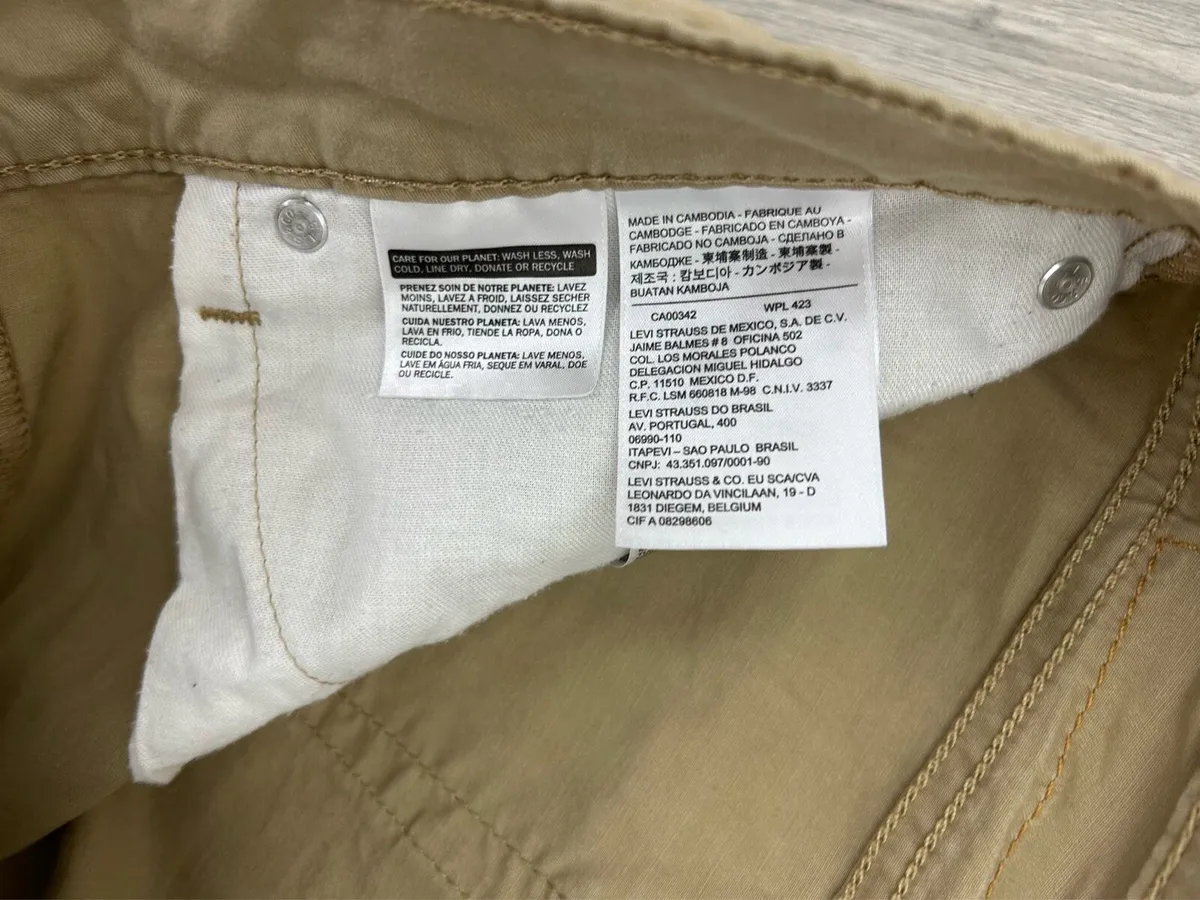 CARE FOR OUR PLANET: WASH LESS, WASH
COLD, LINE DRY, DONATE OR RECYCLE
PRENEZ SOIN DE NOTRE PLANETE: LAVEZ
MOINS, LAVEZ A FROID, LAISSEZ SECHER
NATURELLEMENT, DONNEZ OU RECYCLEZ
CUIDA NUESTRO PLANETA: LAVA MENOS,
LAVA EN FRIO, TIENDE LA ROPA, DONA O
RECICLA.
CUIDE DO NOSSO PLANETA: LAVE MENOS,
LAVE EM ÁGUA FRIA, SEQUE EM VARAL, DOE
OU RECICLE.
MADE IN CAMBODIA - FABRIQUE AU
CAMBODGE - FABRICADO EN CAMBOYA -
FABRICADO NO CAMBOJA - СДЕЛАНО В
КАМБОДЖЕ - 柬埔寨制造 - 柬埔寨製 -
제조국 : 캄보디아 - カンボジア製 -
BUATAN KAMBOJA
CA00342 WPL 423
LEVI STRAUSS DE MEXICO, S.A. DE C.V.
JAIME BALMES # 8 OFICINA 502
COL. LOS MORALES POLANCO
DELEGACION MIGUEL HIDALGO
C.P. 11510 MEXICO D.F.
R.F.C. LSM 660818 M-98 C.N.I.V. 3337
LEVI STRAUSS DO BRASIL
AV. PORTUGAL, 400
06990-110
ITAPEVI – SAO PAULO BRASIL
CNPJ: 43.351.097/0001-90
LEVI STRAUSS & CO. EU SCA/CVA
LEONARDO DA VINCILAAN, 19 - D
1831 DIEGEM, BELGIUM
CIF A 08298606